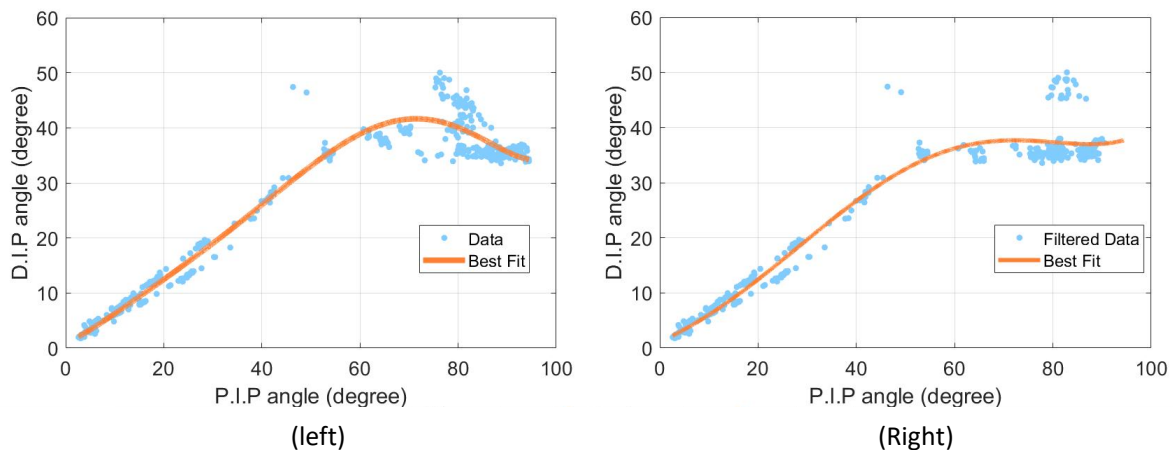 60
50
40
30
20
10
0
D.I.P angle (degree)
Data
Best Fit
0 20 40 60 80 100
P.I.P angle (degree)
(left)
60
50
40
30
20
10
0
D.I.P angle (degree)
Filtered Data
Best Fit
0 20 40 60 80 100
P.I.P angle (degree)
(Right)